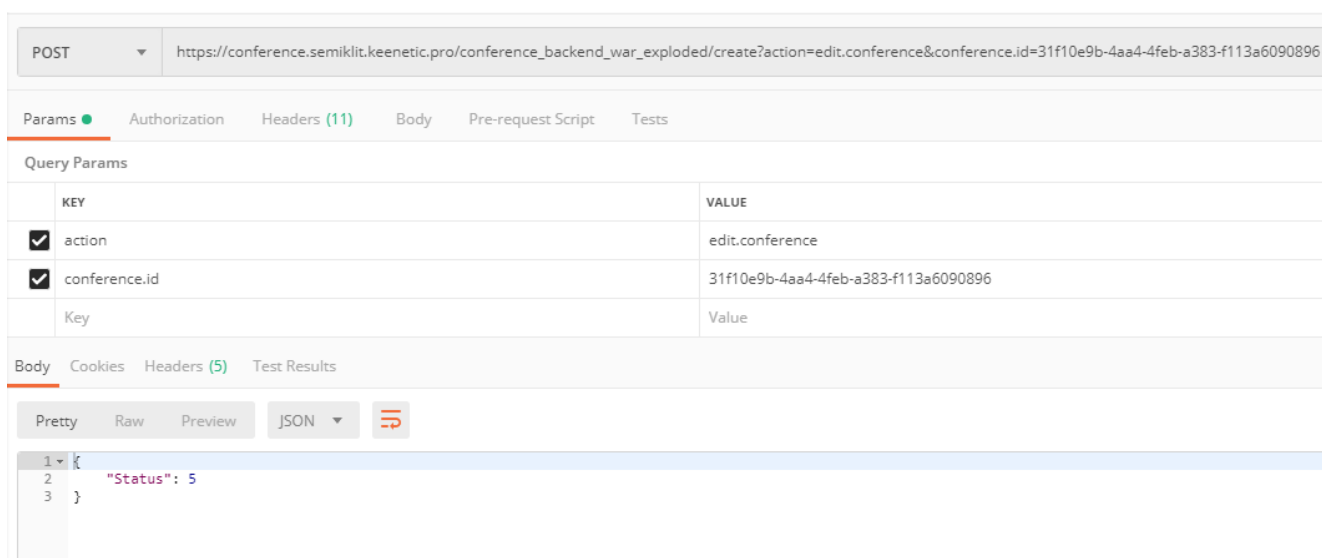 POST https://conference.semiklit.keenetic.pro/conference_backend_war_exploded/create?action=edit.conference&conference.id=31f10e9b-4aa4-4feb-a383-f113a6090896
Params Authorization Headers (11) Body Pre-request Script Tests
Query Params
KEY VALUE
action edit.conference
conference.id 31f10e9b-4aa4-4feb-a383-f113a6090896
Key Value
Body Cookies Headers (5) Test Results
Pretty Raw Preview JSON
1 {
2 "Status": 5
3 }